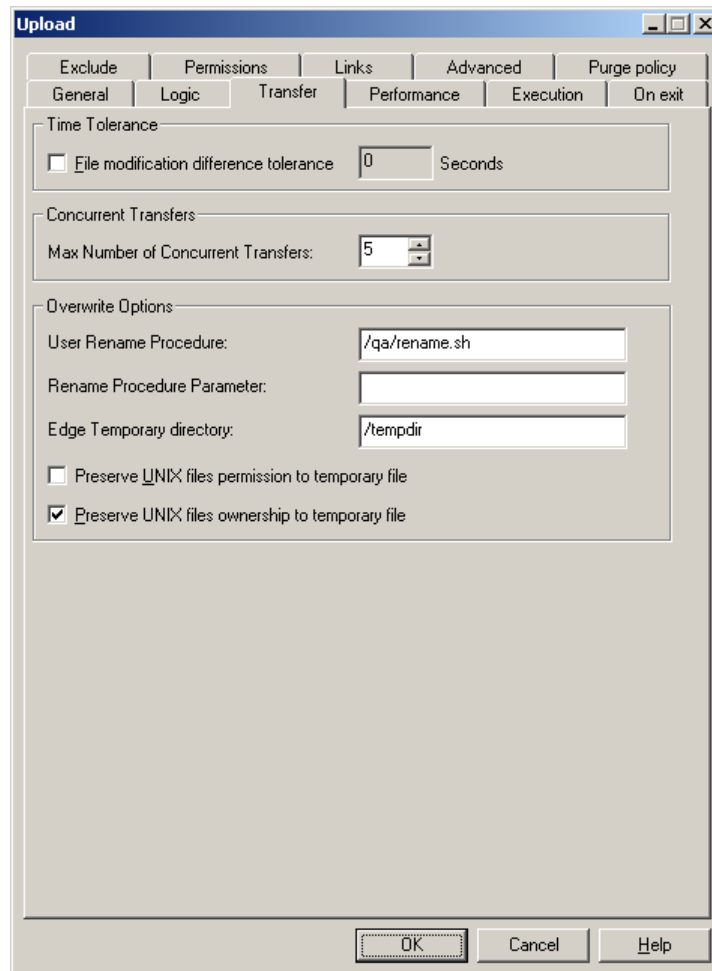 Upload
Exclude Permissions Links Advanced Purge policy
General Logic Transfer Performance Execution On exit
Time Tolerance
File modification difference tolerance 0 Seconds
Concurrent Transfers
Max Number of Concurrent Transfers: 5
Overwrite Options
User Rename Procedure: /qa/rename.sh
Rename Procedure Parameter:
Edge Temporary directory: /tempdir
Preserve UNIX files permission to temporary file
Preserve UNIX files ownership to temporary file
OK Cancel Help